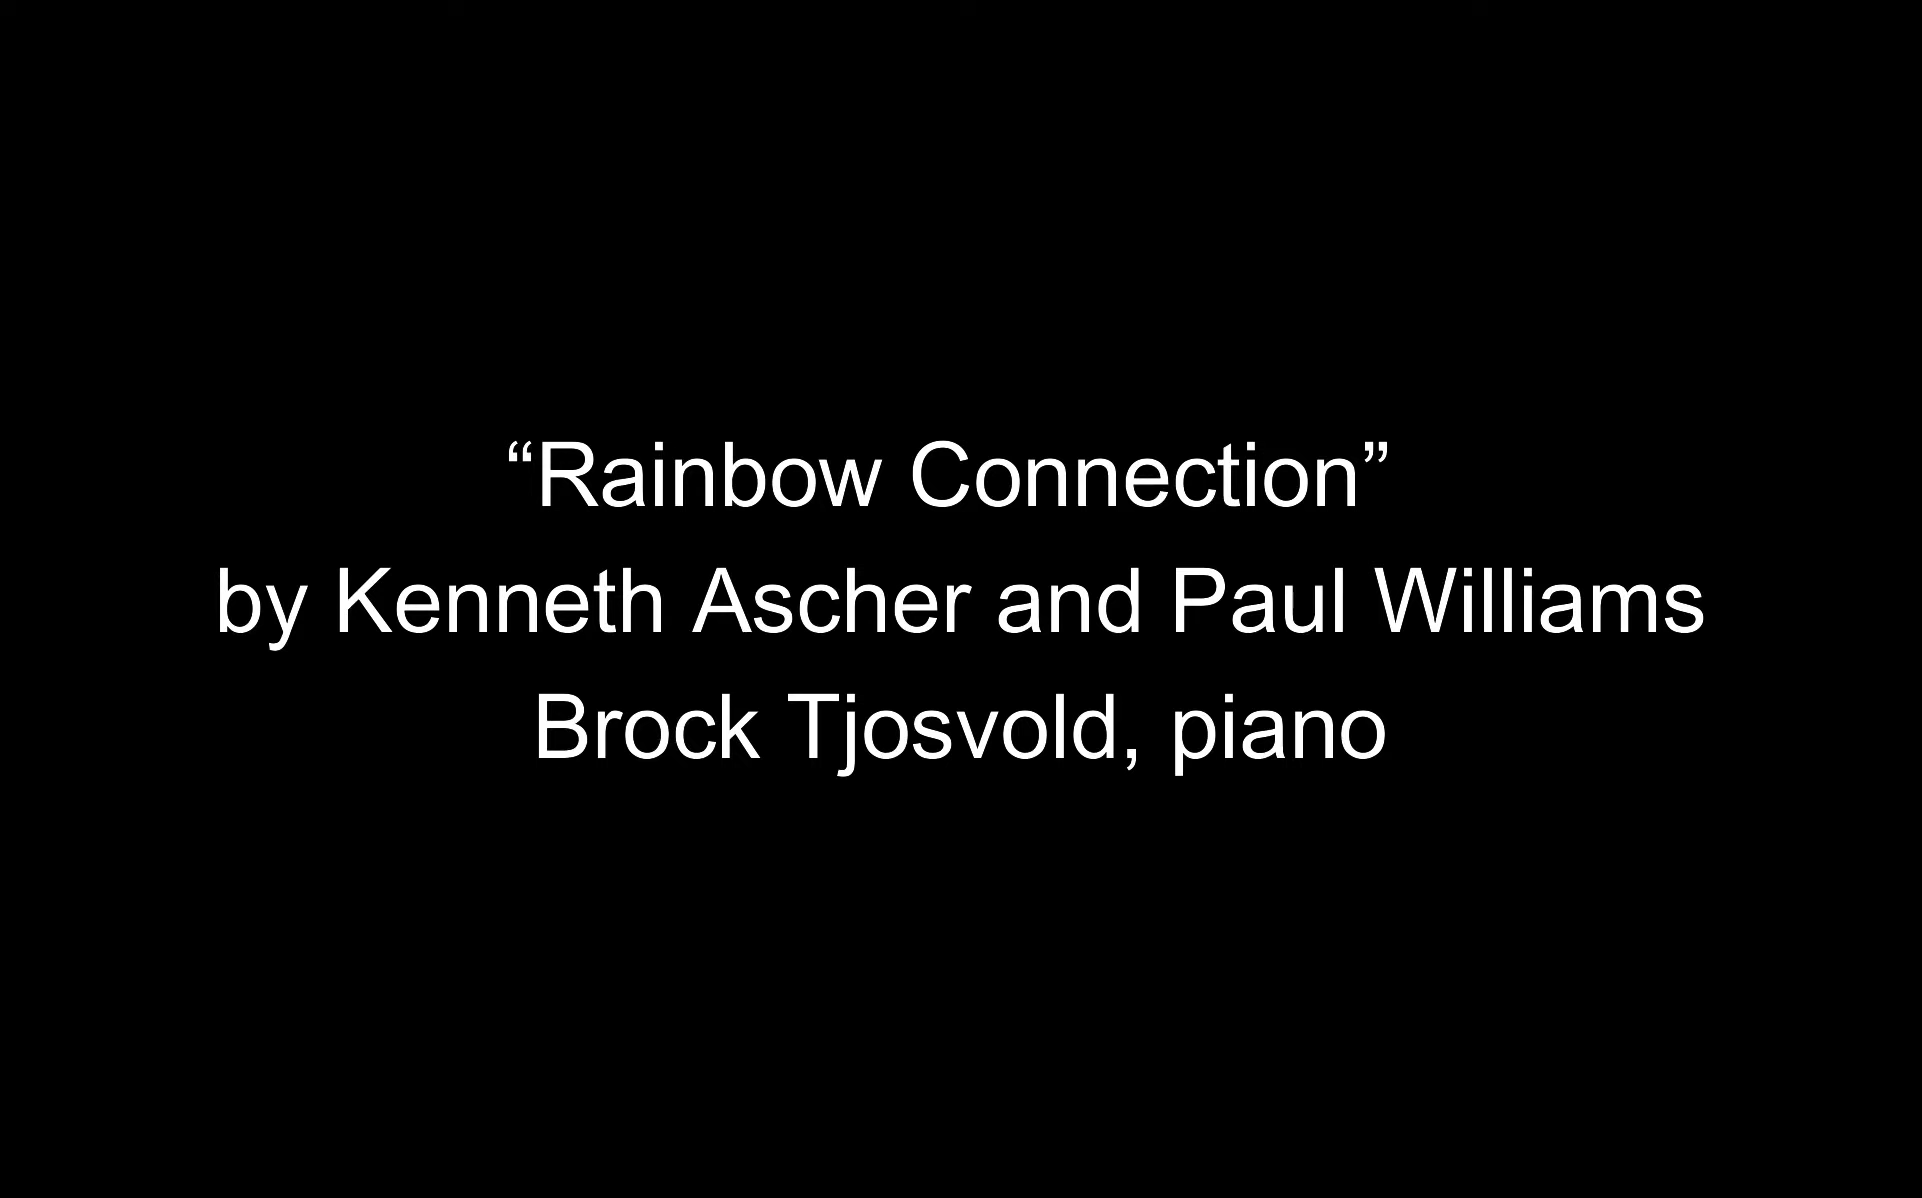 “Rainbow Connection”
by Kenneth Ascher and Paul Williams
Brock Tjosvold, piano